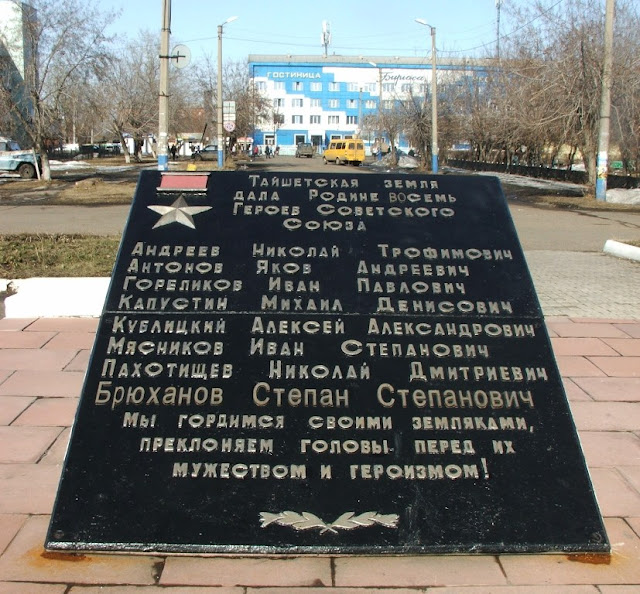 ГОСТИНИЦА
Бирюса
Тайшетская земля
дала Родине восемь
Героев Советского
Союза
Андреев Николай Трофимович
Антонов Яков Андреевич
Гореликов Иван Павлович
Капустин Михаил Денисович
Кублицкий Алексей Александрович
Мясников Иван Степанович
Пахотищев Николай Дмитриевич
Брюханов Степан Степанович
Мы гордимся своими земляками,
преклоняем головы перед их
мужеством и героизмом!